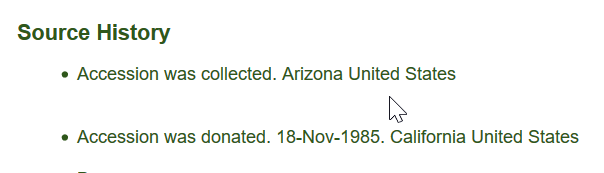 Source History
Accession was collected. Arizona United States
Accession was donated. 18-Nov-1985. California United States